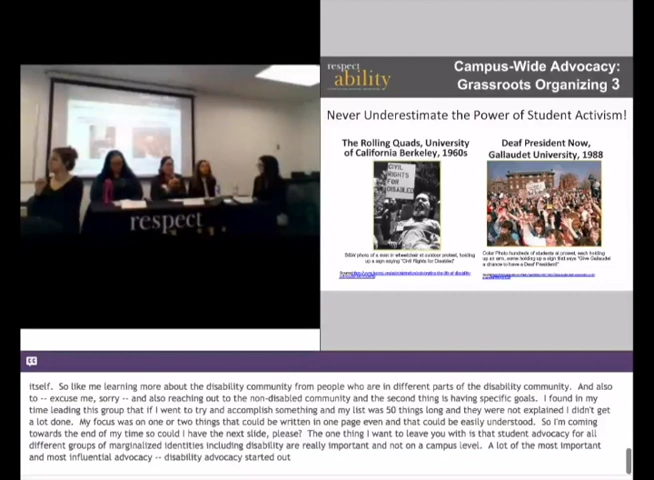 respect
ability
Campus-Wide Advocacy:
Grassroots Organizing 3
Never Underestimate the Power of Student Activism!
The Rolling Quads, University
of California Berkeley, 1960s
Deaf President Now,
Gallaudet University, 1988
CIVIL
RIGHTS
FOR
DISABLED
B&W photo of a man in wheelchair at outdoor protest, holding
up a sign saying "Civil Rights for Disabled"
Color Photo hundreds of students at protest, each holding
up an arm, some holding up a sign that says "Give Gallaudet
a chance to have a Deaf President!"
respect
CC
itself.  So like me learning more about the disability community from people who are in different parts of the disability community.  And also
to -- excuse me, sorry -- and also reaching out to the non-disabled community and the second thing is having specific goals.  I found in my
time leading this group that if I went to try and accomplish something and my list was 50 things long and they were not explained I didn't get
a lot done.  My focus was on one or two things that could be written in one page even and that could be easily understood.  So I'm coming
towards the end of my time so could I have the next slide, please?  The one thing I want to leave you with is that student advocacy for all
different groups of marginalized identities including disability are really important and not on a campus level.  A lot of the most important
and most influential advocacy -- disability advocacy started out